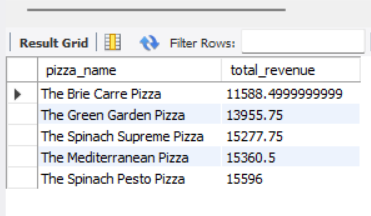 Result Grid Filter Rows:
pizza_name total_revenue
The Brie Carre Pizza 11588.4999999999
The Green Garden Pizza 13955.75
The Spinach Supreme Pizza 15277.75
The Mediterranean Pizza 15360.5
The Spinach Pesto Pizza 15596